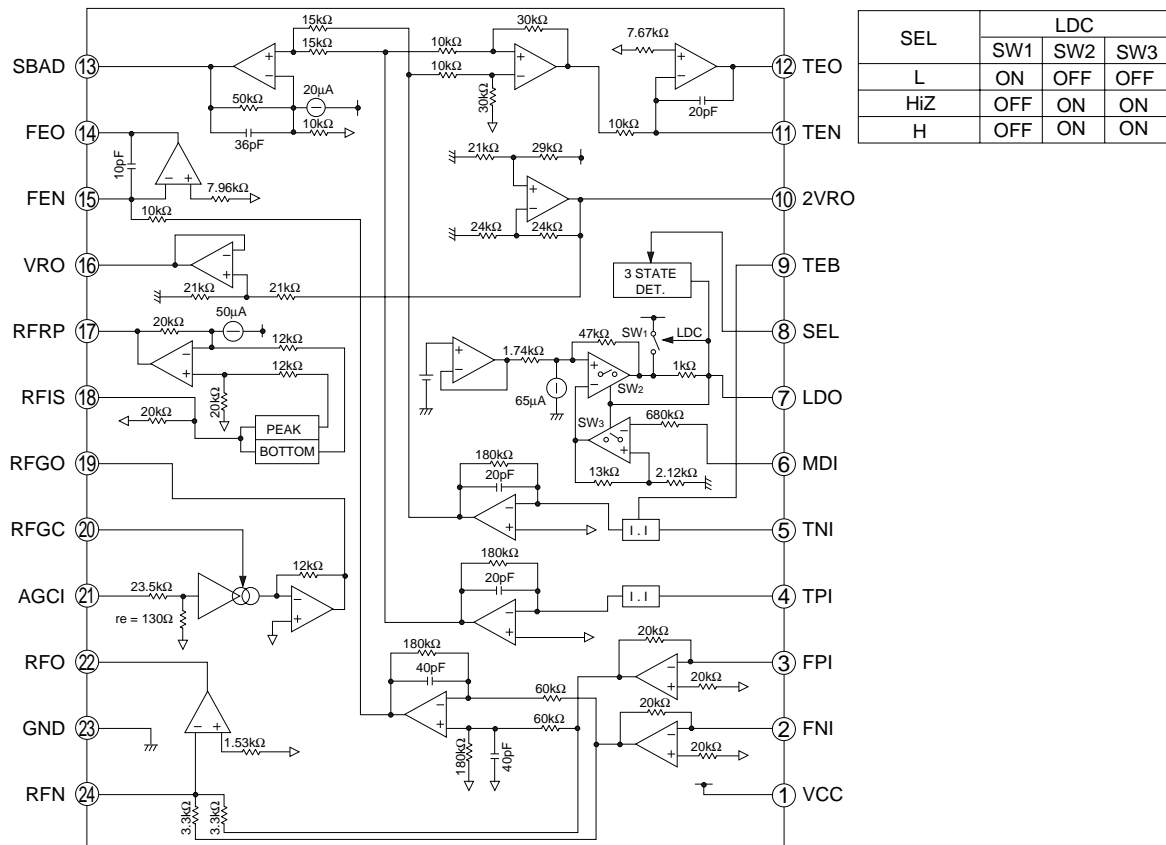 15kΩ
15kΩ
10kΩ
30kΩ
7.67kΩ
SBAD 13
12 TEO
10kΩ
30kΩ
50kΩ
20µA
36pF
10kΩ
20pF
10kΩ
FEO 14
11 TEN
10pF
7.96kΩ
21kΩ
29kΩ
FEN 15
10 2VRO
10kΩ
24kΩ
24kΩ
VRO 16
9 TEB
3 STATE
DET.
21kΩ
21kΩ
RFRP 17
8 SEL
20kΩ
50µA
12kΩ
12kΩ
20kΩ
47kΩ
SW1
LDC
1.74kΩ
1kΩ
SW2
65µA
RFIS 18
7 LDO
20kΩ
PEAK
BOTTOM
SW3
680kΩ
RFGO 19
6 MDI
180kΩ
20pF
13kΩ
2.12kΩ
RFGC 20
5 TNI
I.I
180kΩ
20pF
AGCI 21
4 TPI
23.5kΩ
12kΩ
re = 130Ω
I.I
RFO 22
3 FPI
180kΩ
40pF
20kΩ
20kΩ
60kΩ
60kΩ
GND 23
2 FNI
1.53kΩ
180kΩ
40pF
20kΩ
20kΩ
RFN 24
1 VCC
3.3kΩ
3.3kΩ
SEL LDC
SW1 SW2 SW3
L ON OFF OFF
HiZ OFF ON ON
H OFF ON ON